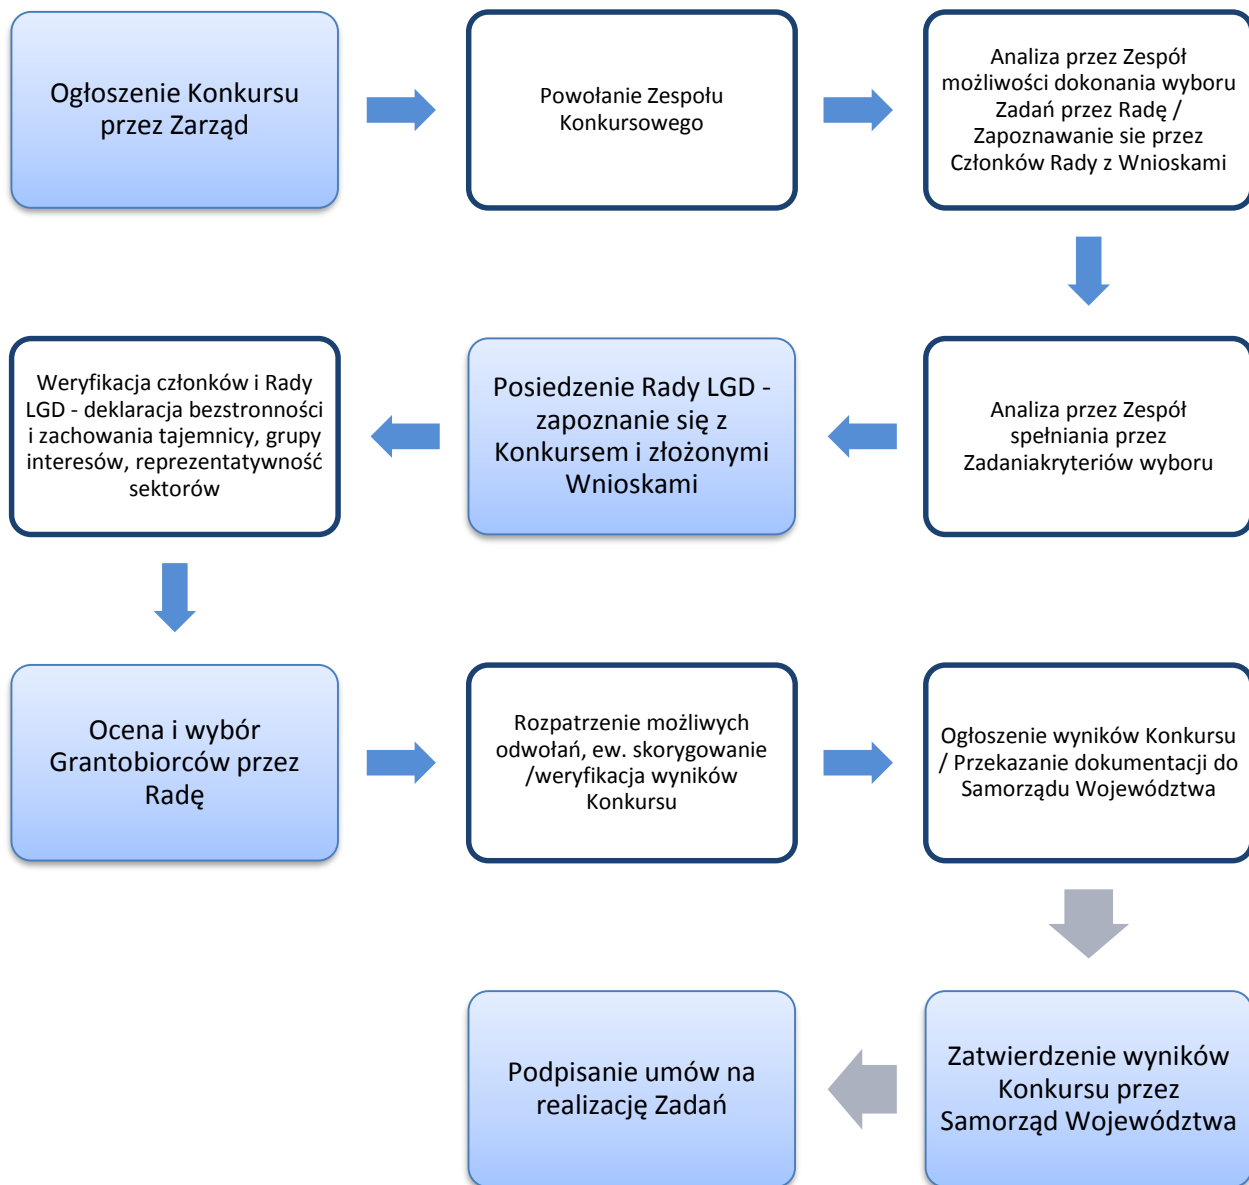 Ogłoszenie Konkursu
przez Zarząd
Powołanie Zespołu
Konkursowego
Analiza przez Zespół
możliwości dokonania wyboru
Zadań przez Radę /
Zapoznawanie sie przez
Członków Rady z Wnioskami
Analiza przez Zespół
spełniania przez
Zadaniakryteriów wyboru
Posiedzenie Rady LGD -
zapoznanie się z
Konkursem i złożonymi
Wnioskami
Weryfikacja członków i Rady
LGD - deklaracja bezstronności
i zachowania tajemnicy, grupy
interesów, reprezentatywność
sektorów
Ocena i wybór
Grantobiorców przez
Radę
Rozpatrzenie możliwych
odwołań, ew. skorygowanie
/weryfikacja wyników
Konkursu
Ogłoszenie wyników Konkursu
/ Przekazanie dokumentacji do
Samorządu Województwa
Zatwierdzenie wyników
Konkursu przez
Samorząd Województwa
Podpisanie umów na
realizację Zadań